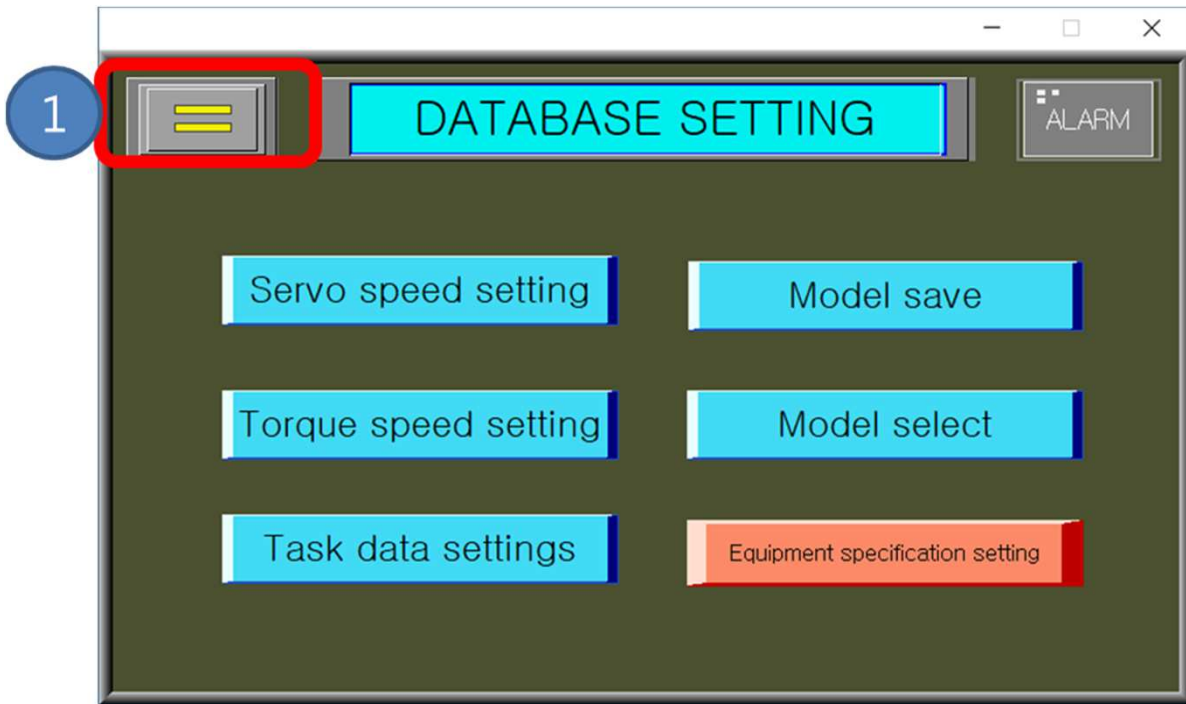 1
DATABASE SETTING
ALARM
Servo speed setting
Model save
Torque speed setting
Model select
Task data settings
Equipment specification setting